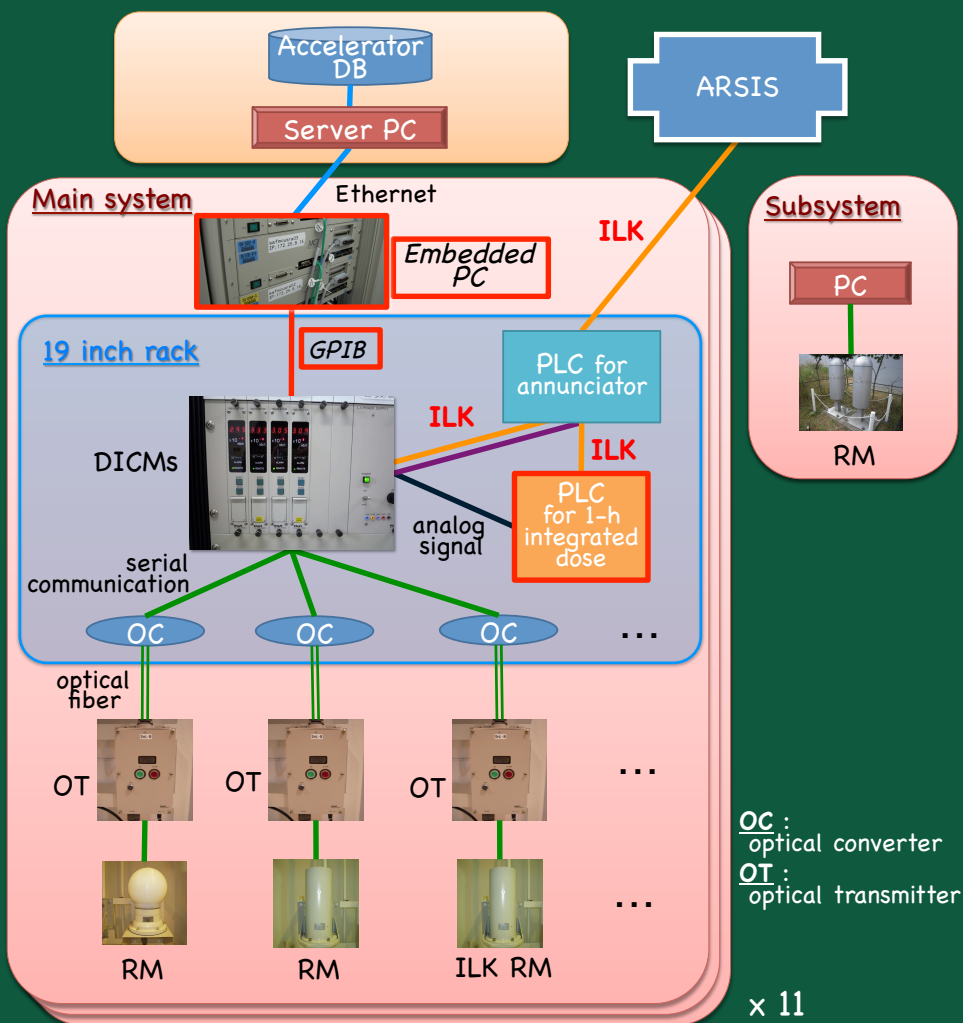 Accelerator
DB
Server PC
ARSIS
Ethernet
Main system
ILK
Embedded
PC
Subsystem
PC
RM
19 inch rack
GPIB
PLC for
annunciator
ILK
ILK
DICMs
PLC
for 1-h
integrated
dose
analog
signal
serial
communication
OC
OC
OC
...
optical
fiber
OT
OT
OT
...
OC :
optical converter
OT :
optical transmitter
...
RM
RM
ILK RM
x 11